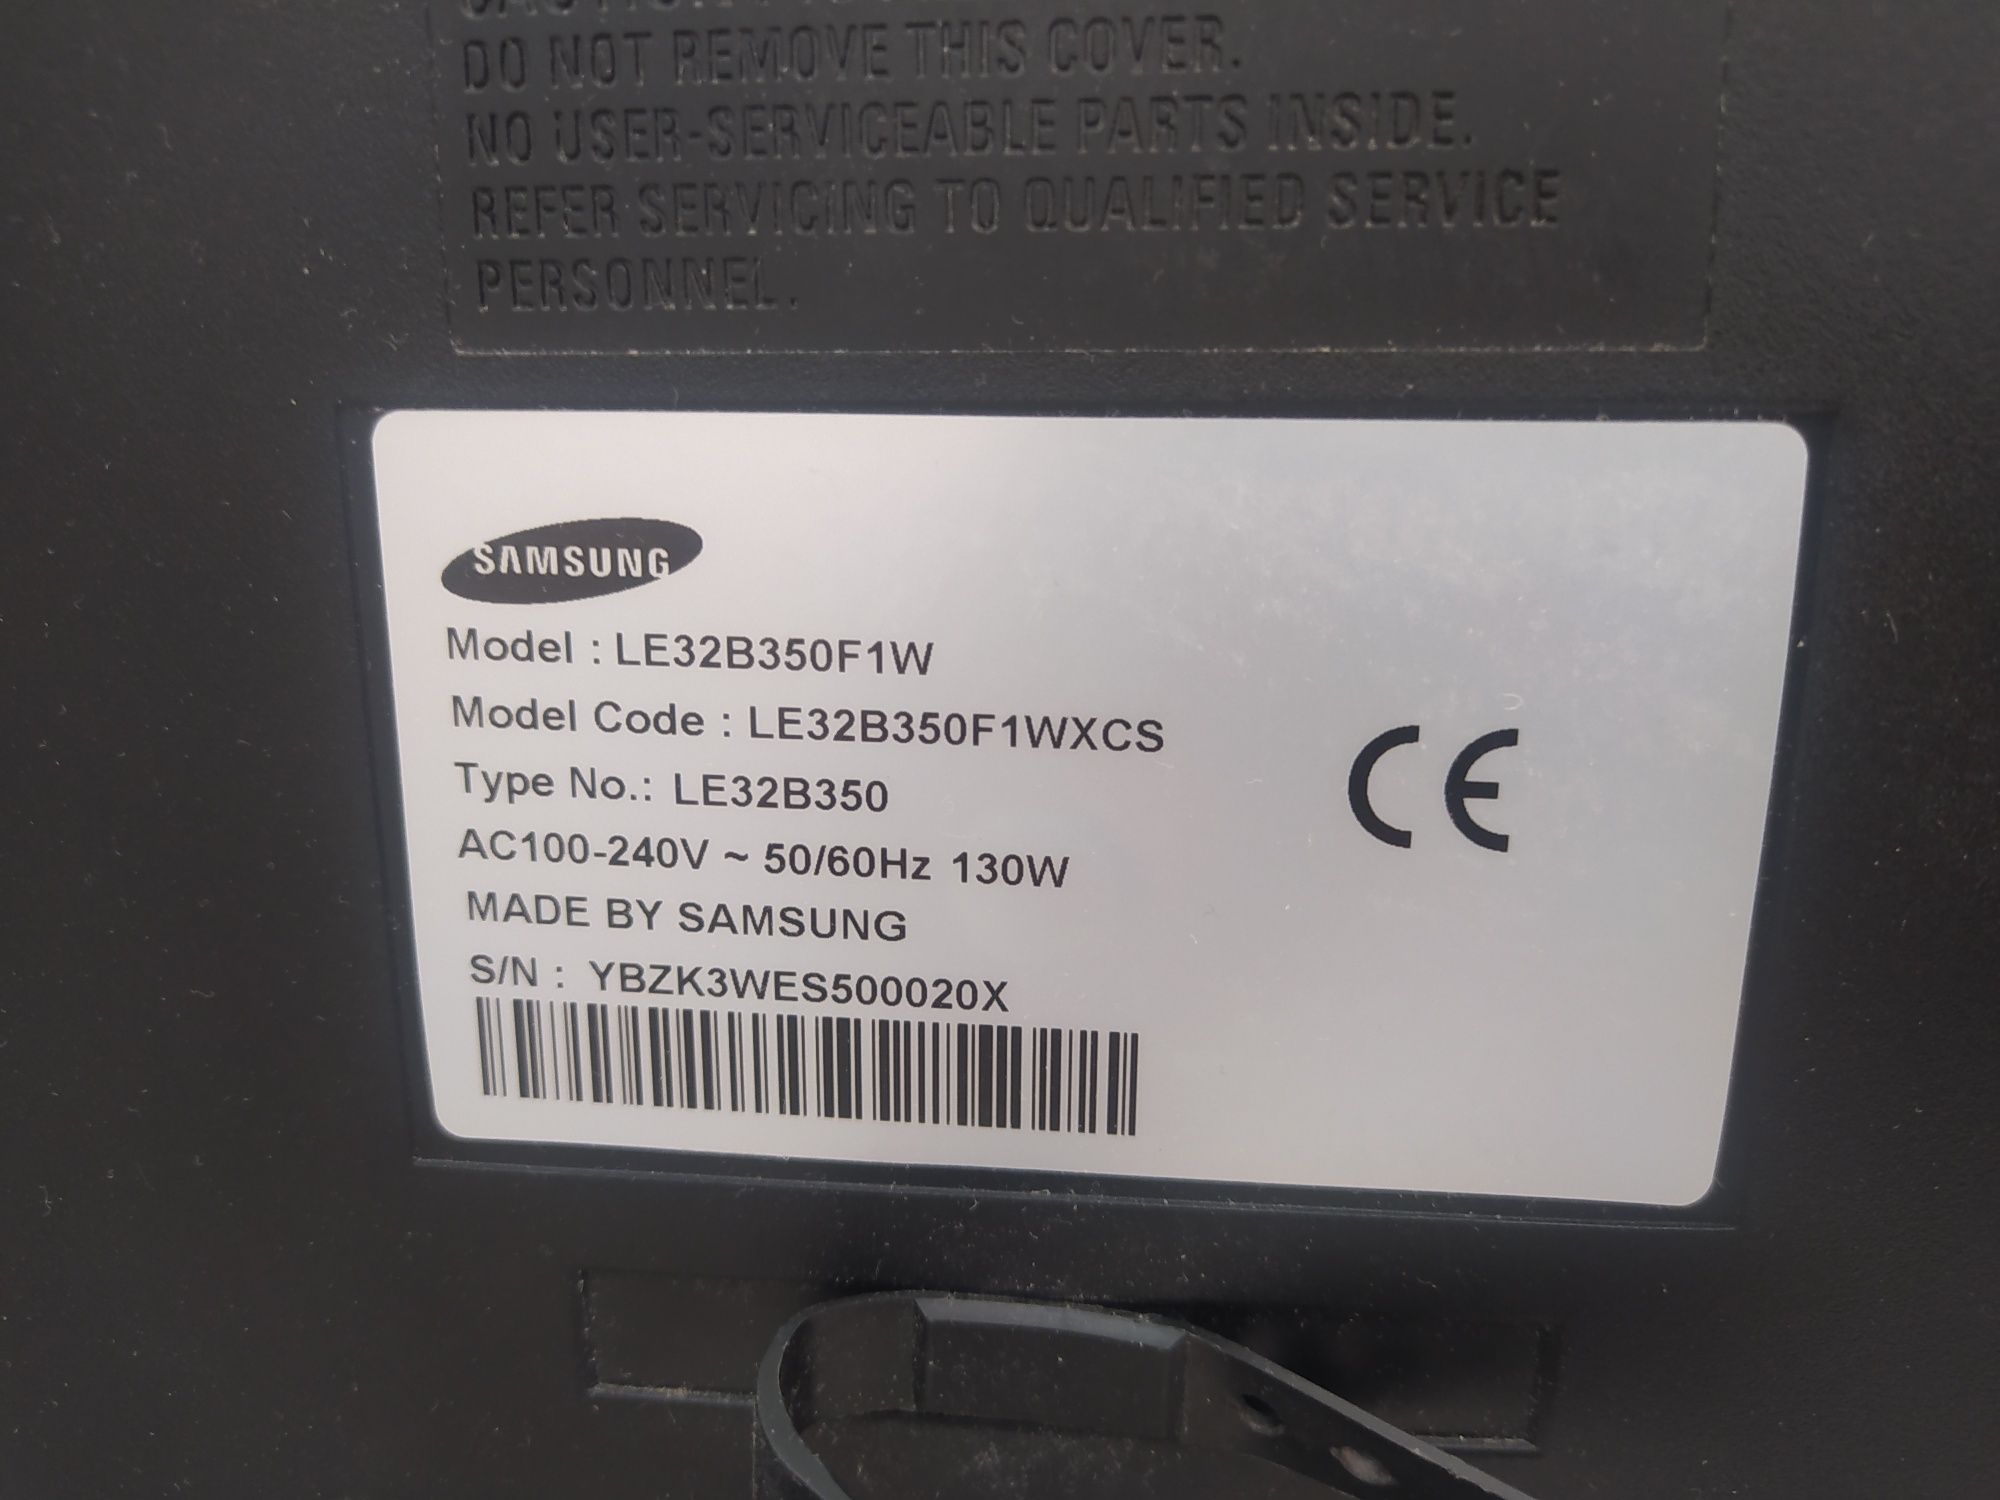 DO NOT REMOVE THIS COVER.
NO USER-SERVICEABLE PARTS INSIDE.
REFER SERVICING TO QUALIFIED SERVICE
PERSONNEL.
SAMSUNG
Model : LE32B350F1W
Model Code : LE32B350F1WXCS
Type No.: LE32B350
AC100-240V ~ 50/60Hz 130W
MADE BY SAMSUNG
S/N : YBZK3WES500020X
CE